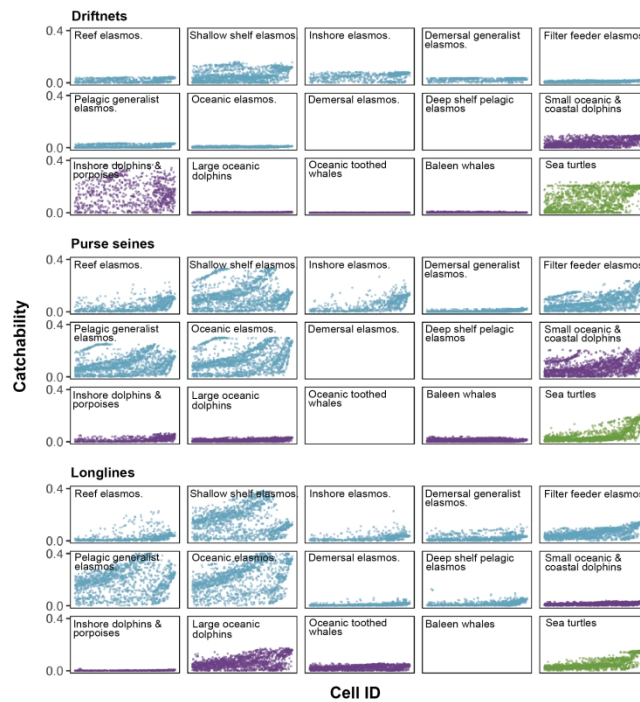 Driftnets
0.4
Reef elasmos.
Shallow shelf elasmos.
Inshore elasmos.
Demersal generalist
elasmos.
Filter feeder elasmos.
0.0
0.4
Pelagic generalist
elasmos.
Oceanic elasmos.
Demersal elasmos.
Deep shelf pelagic
elasmos
Small oceanic &
coastal dolphins
0.0
0.4
Inshore dolphins &
porpoises
Large oceanic
dolphins
Oceanic toothed
whales
Baleen whales
Sea turtles
0.0
Purse seines
0.4
Reef elasmos.
Shallow shelf elasmos.
Inshore elasmos.
Demersal generalist
elasmos.
Filter feeder elasmos.
0.0
0.4
Pelagic generalist
elasmos.
Oceanic elasmos.
Demersal elasmos.
Deep shelf pelagic
elasmos
Small oceanic &
coastal dolphins
0.0
0.4
Inshore dolphins &
porpoises
Large oceanic
dolphins
Oceanic toothed
whales
Baleen whales
Sea turtles
0.0
Longlines
0.4
Reef elasmos.
Shallow shelf elasmos.
Inshore elasmos.
Demersal generalist
elasmos.
Filter feeder elasmos.
0.0
0.4
Pelagic generalist
elasmos.
Oceanic elasmos.
Demersal elasmos.
Deep shelf pelagic
elasmos
Small oceanic &
coastal dolphins
0.0
0.4
Inshore dolphins &
porpoises
Large oceanic
dolphins
Oceanic toothed
whales
Baleen whales
Sea turtles
0.0
Catchability
Cell ID